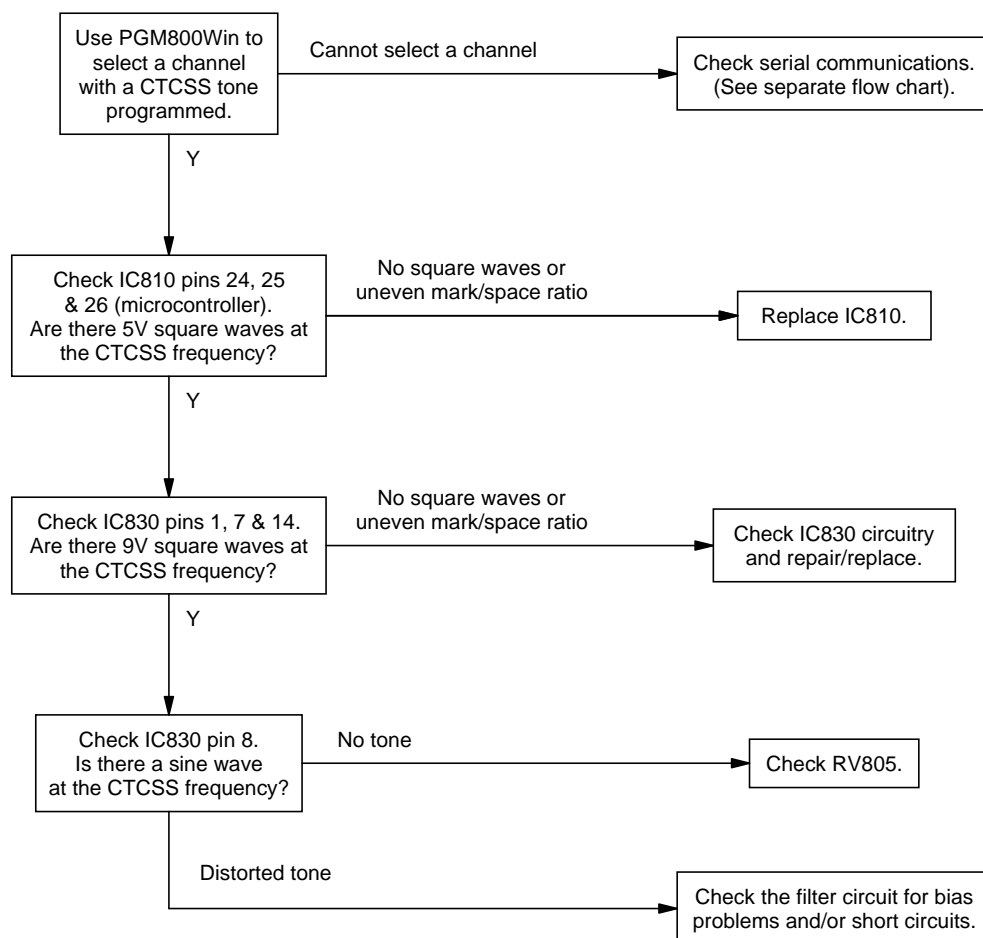 Use PGM800Win to
select a channel
with a CTCSS tone
programmed.
Cannot select a channel
Check serial communications.
(See separate flow chart).
Y
Check IC810 pins 24, 25
& 26 (microcontroller).
Are there 5V square waves at
the CTCSS frequency?
No square waves or
uneven mark/space ratio
Replace IC810.
Y
Check IC830 pins 1, 7 & 14.
Are there 9V square waves at
the CTCSS frequency?
No square waves or
uneven mark/space ratio
Check IC830 circuitry
and repair/replace.
Y
Check IC830 pin 8.
Is there a sine wave
at the CTCSS frequency?
No tone
Check RV805.
Distorted tone
Check the filter circuit for bias
problems and/or short circuits.